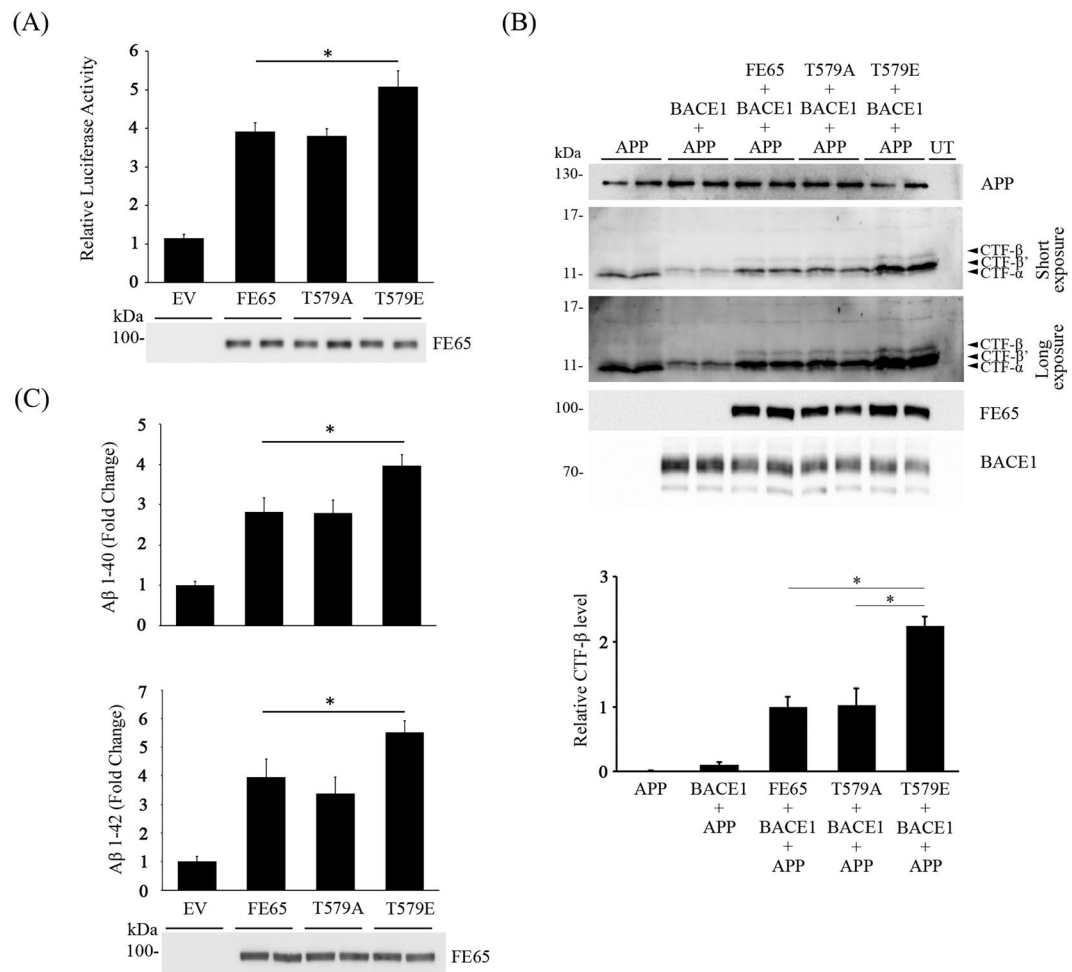 (A)
*
6
5
4
3
2
1
0
Relative Luciferase Activity
EV FE65 T579A T579E
kDa
100-
FE65
(B)
FE65 T579A T579E
+ + +
BACE1 BACE1 BACE1 BACE1
+ + + +
APP APP APP APP APP UT
kDa
130-
APP
17-
11-
CTF-β
CTF-β'
CTF-α
Short
exposure
17-
11-
CTF-β
CTF-β'
CTF-α
Long
exposure
100-
FE65
70-
BACE1
3
2
1
0
Relative CTF-β level
*
*
APP BACE1 FE65 T579A T579E
+ + + +
APP BACE1 BACE1 BACE1
+ + +
APP APP APP
(C)
*
5
4
3
2
1
0
Aβ 1-40 (Fold Change)
*
7
6
5
4
3
2
1
0
Aβ 1-42 (Fold Change)
EV FE65 T579A T579E
kDa
100-
FE65